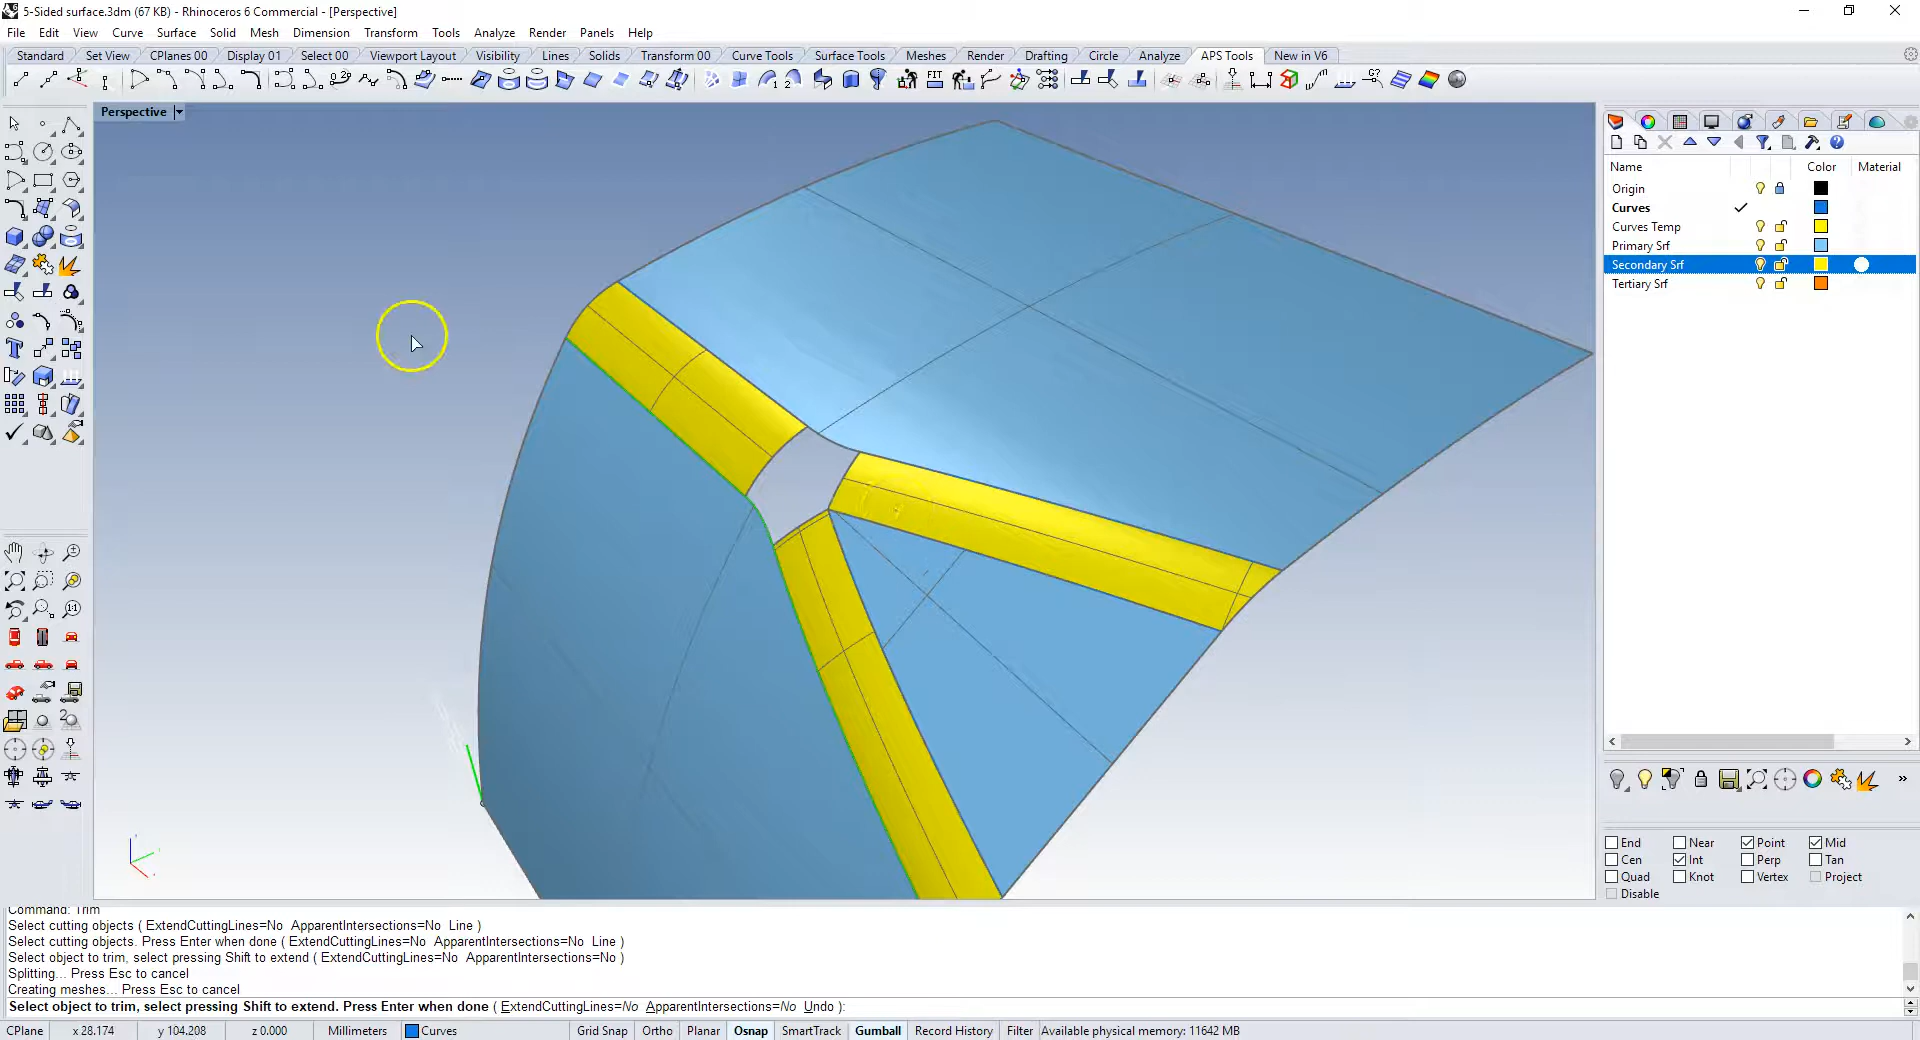 5-Sided surface.3dm (67 KB) - Rhinoceros 6 Commercial - [Perspective]
File Edit View Curve Surface Solid Mesh Dimension Transform Tools Analyze Render Panels Help
Standard Set View CPlanes 00 Display 01 Select 00 Viewport Layout Visibility Lines Solids Transform 00 Curve Tools Surface Tools Meshes Render Drafting Circle Analyze APS Tools New in V6
FIT
Perspective
Name Color Material
Origin
Curves
Curves Temp
Primary Srf
Secondary Srf
Tertiary Srf
End Near Point Mid
Cen Int Perp Tan
Quad Knot Vertex Project
Disable
Command: Trim
Select cutting objects ( ExtendCuttingLines=No ApparentIntersections=No Line )
Select cutting objects. Press Enter when done ( ExtendCuttingLines=No ApparentIntersections=No Line )
Select object to trim, select pressing Shift to extend ( ExtendCuttingLines=No ApparentIntersections=No )
Splitting... Press Esc to cancel
Creating meshes... Press Esc to cancel
Select object to trim, select pressing Shift to extend. Press Enter when done ( ExtendCuttingLines=No ApparentIntersections=No Undo ):
CPlane x 28.174 y 104.208 z 0.000 Millimeters Curves Grid Snap Ortho Planar Osnap SmartTrack Gumball Record History Filter Available physical memory: 11642 MB